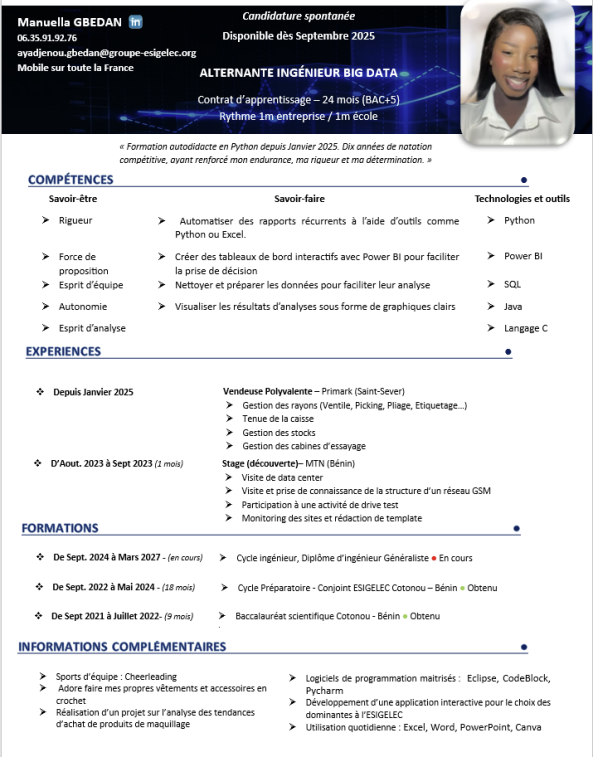 Manuella GBEDAN in
06.35.91.92.76
ayadjenou.gbedan@groupe-esigelec.org
Mobile sur toute la France
Candidature spontanée
Disponible dès Septembre 2025
ALTERNANTE INGÉNIEUR BIG DATA
Contrat d'apprentissage – 24 mois (BAC+5)
Rythme 1m entreprise / 1m école
« Formation autodidacte en Python depuis Janvier 2025. Dix années de natation
compétitive, ayant renforcé mon endurance, ma rigueur et ma détermination. »
COMPÉTENCES
Savoir-être
Rigueur
Force de
proposition
Esprit d'équipe
Autonomie
Esprit d'analyse
Savoir-faire
Automatiser des rapports récurrents à l'aide d'outils comme
Python ou Excel.
Créer des tableaux de bord interactifs avec Power BI pour faciliter
la prise de décision
Nettoyer et préparer les données pour faciliter leur analyse
Visualiser les résultats d'analyses sous forme de graphiques clairs
Technologies et outils
Python
Power BI
SQL
Java
Langage C
EXPERIENCES
Depuis Janvier 2025
Vendeuse Polyvalente – Primark (Saint-Sever)
Gestion des rayons (Ventile, Picking, Pliage, Etiquetage...)
Tenue de la caisse
Gestion des stocks
Gestion des cabines d'essayage
D'Aout. 2023 à Sept 2023 (1 mois)
Stage (découverte)– MTN (Bénin)
Visite de data center
Visite et prise de connaissance de la structure d'un réseau GSM
Participation à une activité de drive test
Monitoring des sites et rédaction de template
FORMATIONS
De Sept. 2024 à Mars 2027 - (en cours)
Cycle ingénieur, Diplôme d'ingénieur Généraliste ● En cours
De Sept. 2022 à Mai 2024 - (18 mois)
Cycle Préparatoire - Conjoint ESIGELEC Cotonou – Bénin ● Obtenu
De Sept 2021 à Juillet 2022- (9 mois)
Baccalauréat scientifique Cotonou - Bénin ● Obtenu
INFORMATIONS COMPLÉMENTAIRES
Sports d'équipe : Cheerleading
Adore faire mes propres vêtements et accessoires en
crochet
Réalisation d'un projet sur l'analyse des tendances
d'achat de produits de maquillage
Logiciels de programmation maitrisés : Eclipse, CodeBlock,
Pycharm
Développement d'une application interactive pour le choix des
dominantes à l'ESIGELEC
Utilisation quotidienne : Excel, Word, PowerPoint, Canva